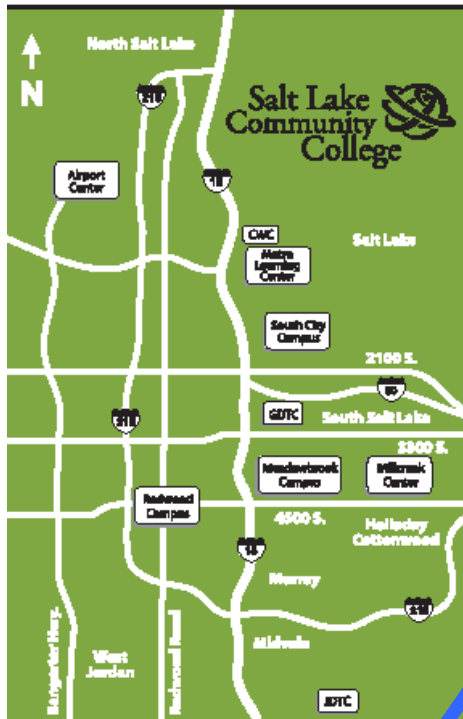 North Salt Lake
N
215
Salt Lake
Community
College
Airport
Center
15
CWC
Salt Lake
Metro
Learning
Center
South City
Campus
2100 S.
80
GDTC
South Salt Lake
215
3300 S.
Meadowbrook
Campus
Millcreek
Center
Redwood
Campus
4500 S.
Holladay
Cottonwood
15
Murray
215
Midvale
West
Jordan
Bangerter Hwy.
Redwood Road
JDTC